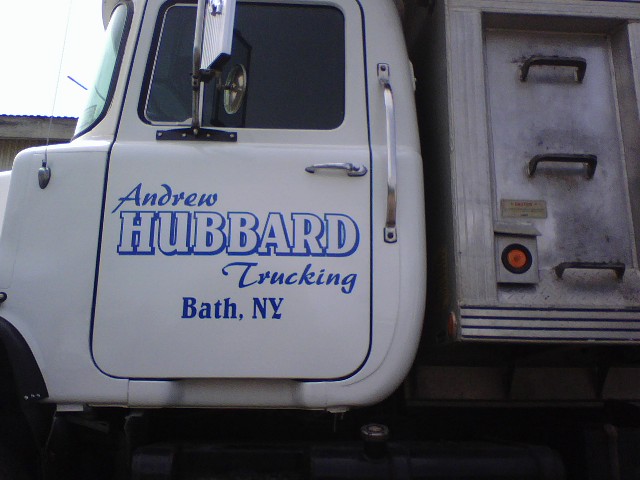 Andrew
HUBBARD
Trucking
Bath, NY